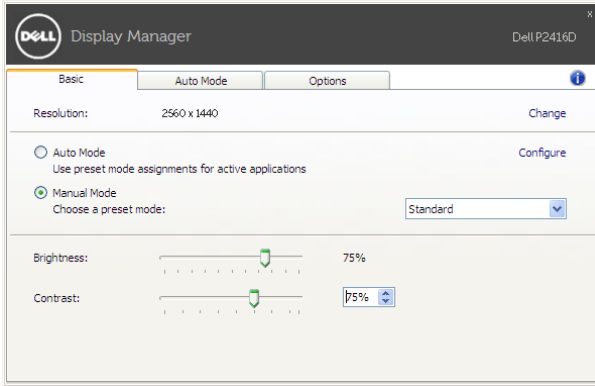 x
DELL Display Manager Dell P2416D
Basic Auto Mode Options i
Resolution: 2560 x 1440 Change
Auto Mode Configure
Use preset mode assignments for active applications
Manual Mode
Choose a preset mode: Standard
Brightness: 75%
Contrast: 75%